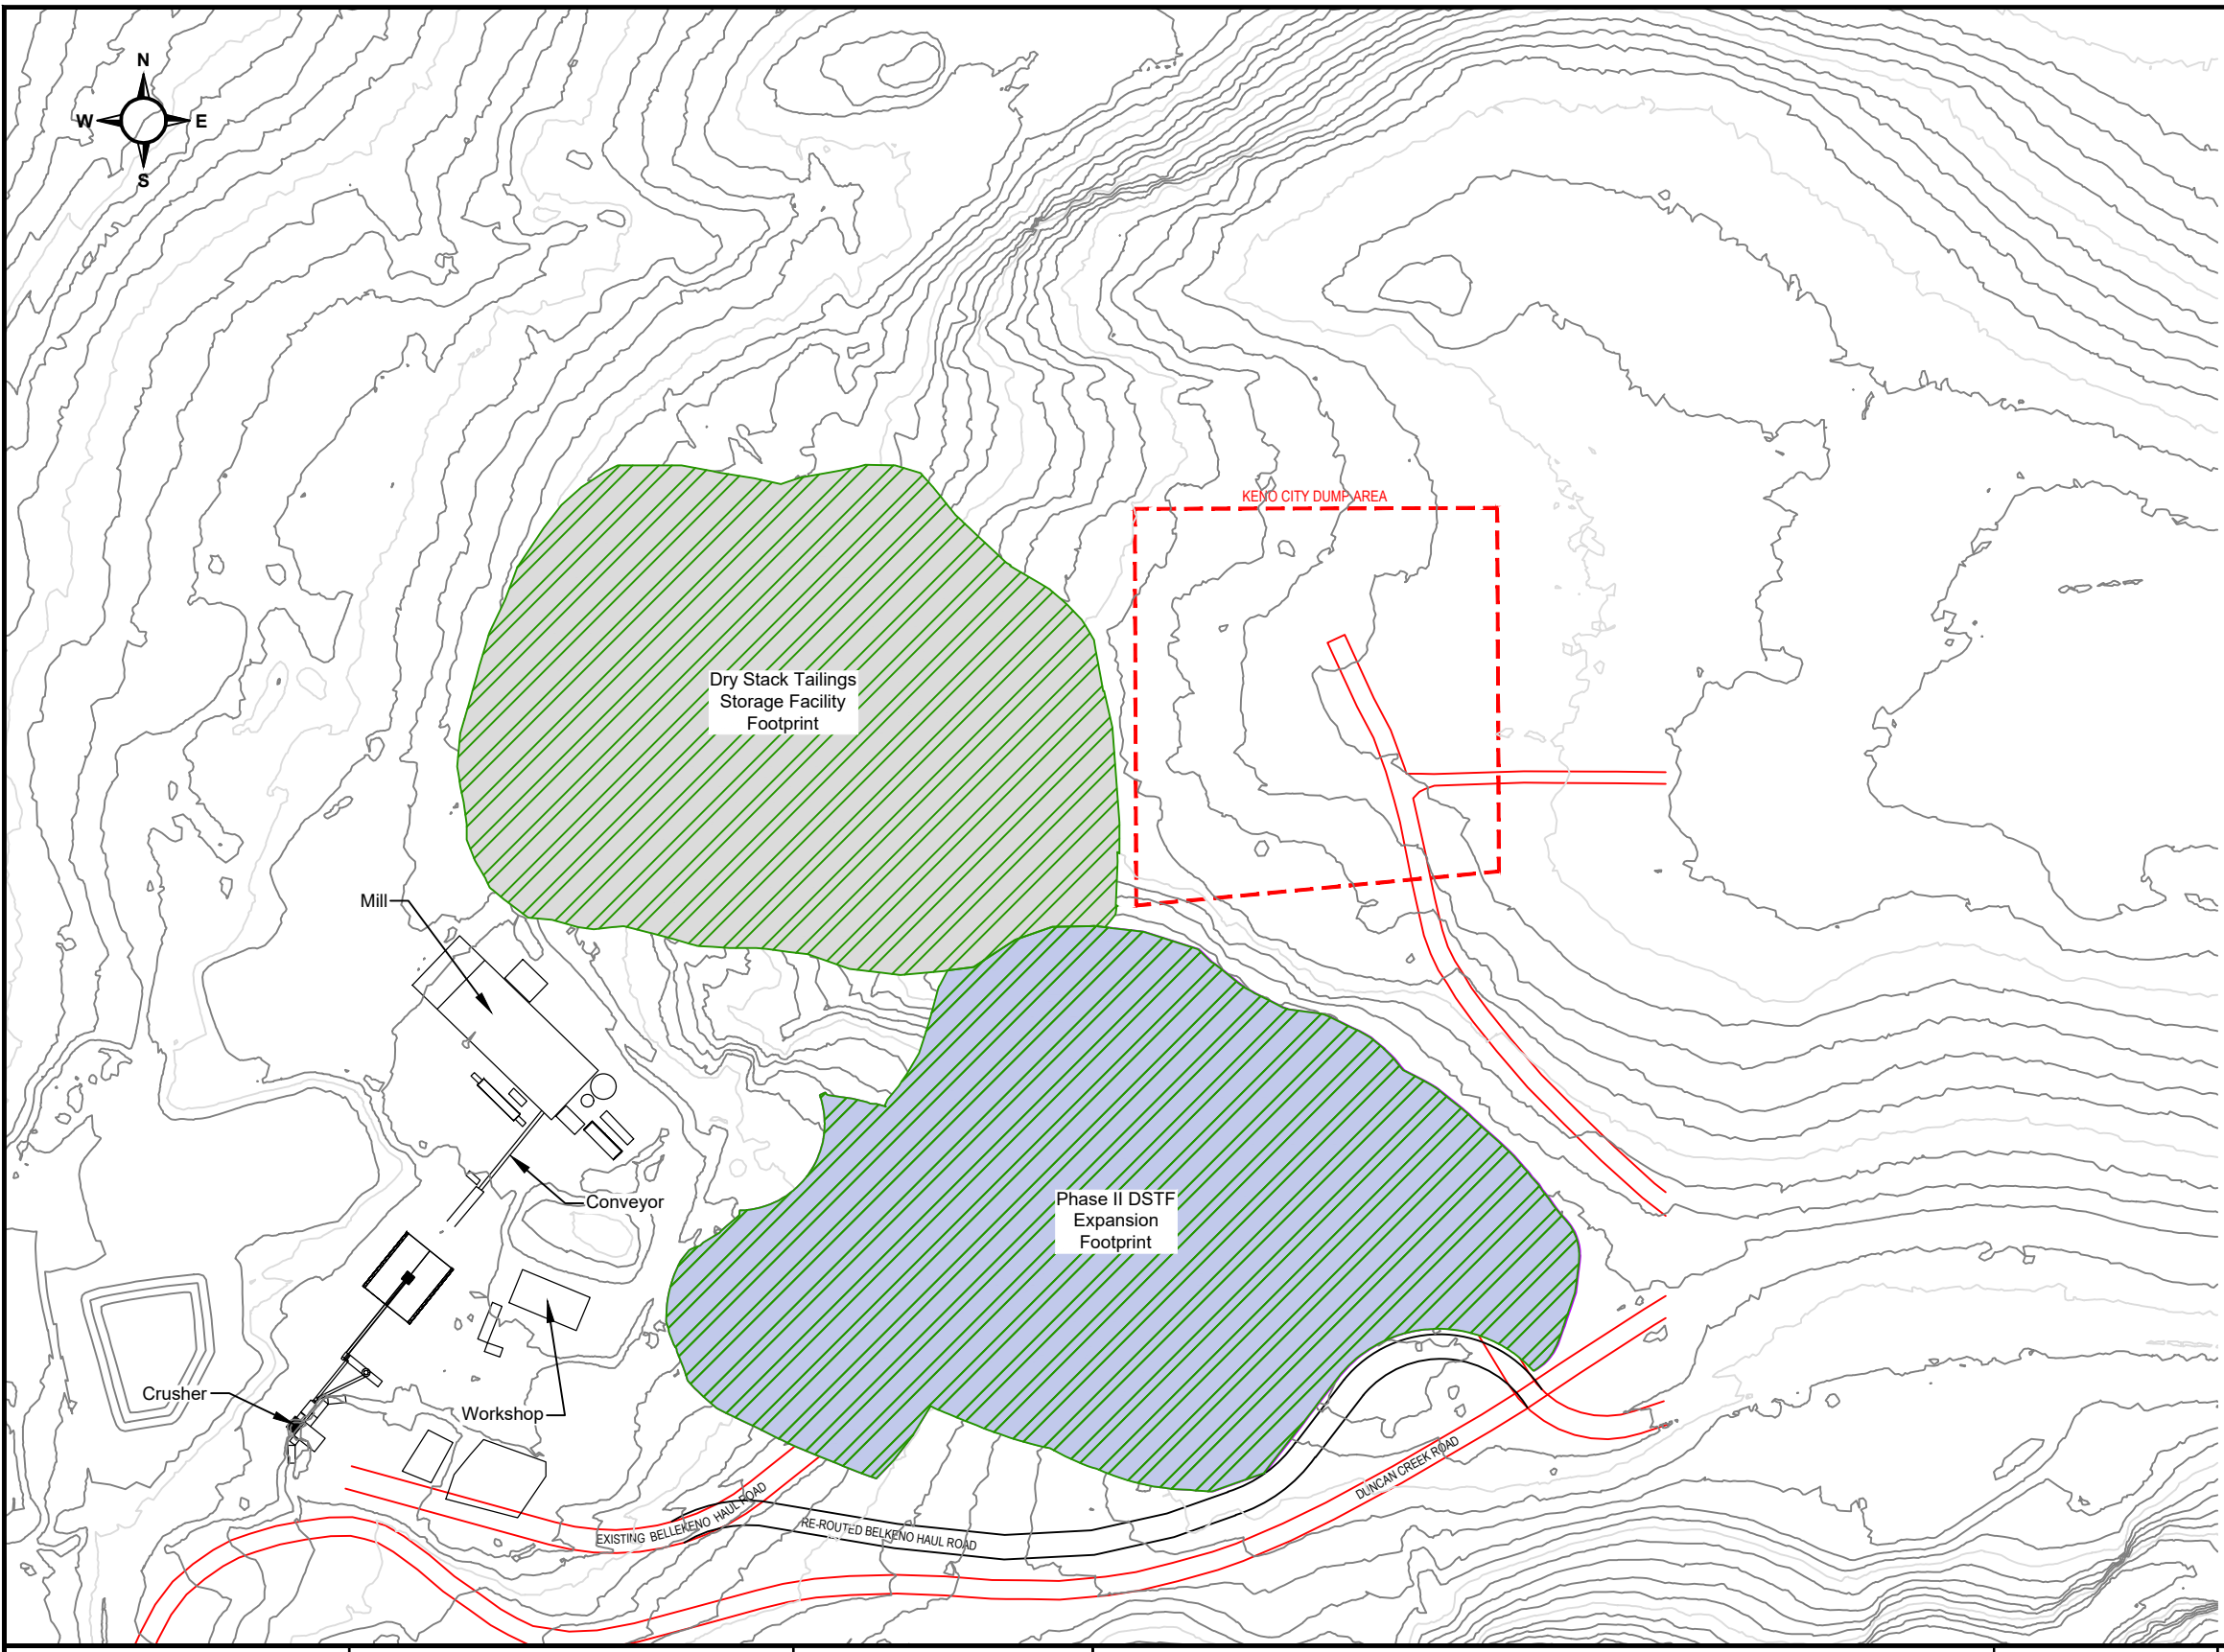 N
W E
S
KENO CITY DUMP AREA
Dry Stack Tailings
Storage Facility
Footprint
Mill
Conveyor
Phase II DSTF
Expansion
Footprint
Crusher
Workshop
DUNCAN CREEK ROAD
EXISTING BELLEKENO HAUL ROAD
RE-ROUTED BELKENO HAUL ROAD